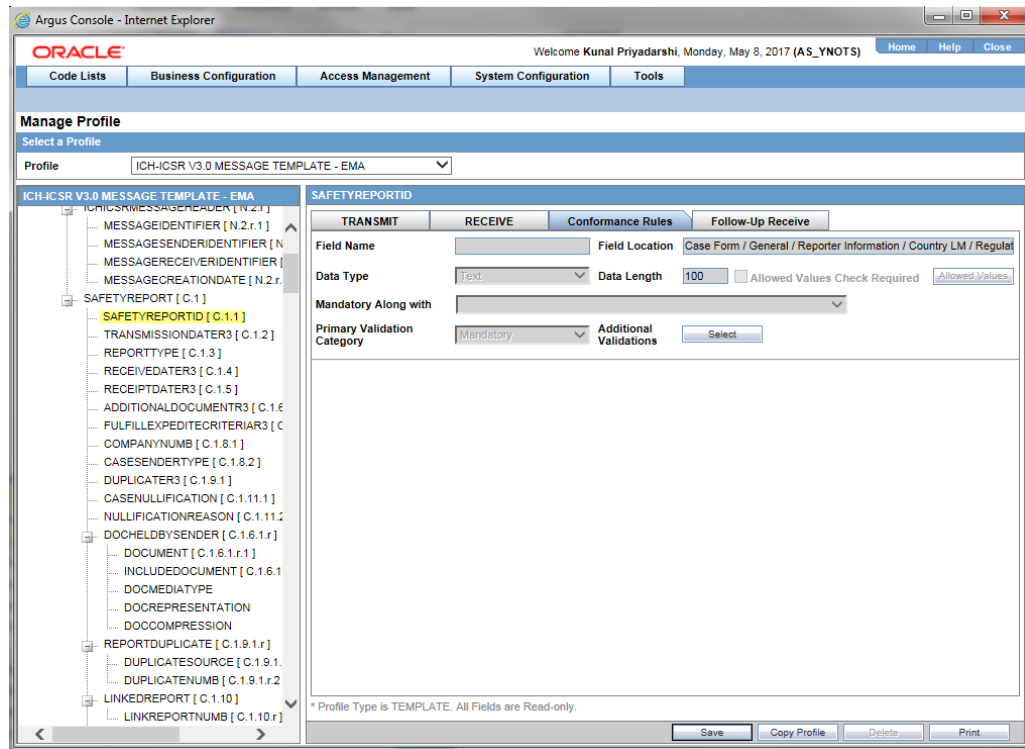 Argus Console - Internet Explorer
ORACLE
Welcome Kunal Priyadarshi, Monday, May 8, 2017 (AS_YNOTS)
Home Help Close
Code Lists Business Configuration Access Management System Configuration Tools
Manage Profile
Select a Profile
Profile ICH-ICSR V3.0 MESSAGE TEMPLATE - EMA
ICH-ICSR V3.0 MESSAGE TEMPLATE - EMA
ICHICSRMESSAGEHEADER [ N.2.r ]
MESSAGEIDENTIFIER [ N.2.r.1 ]
MESSAGESENDERIDENTIFIER [ N
MESSAGERECEIVERIDENTIFIER [
MESSAGECREATIONDATE [ N.2.r.
SAFETYREPORT [ C.1 ]
SAFETYREPORTID [ C.1.1 ]
TRANSMISSIONDATER3 [ C.1.2 ]
REPORTTYPE [ C.1.3 ]
RECEIVEDATER3 [ C.1.4 ]
RECEIPTDATER3 [ C.1.5 ]
ADDITIONALDOCUMENTR3 [ C.1.6
FULFILLEXPEDITECRITERIAR3 [ C
COMPANYNUMB [ C.1.8.1 ]
CASESENDERTYPE [ C.1.8.2 ]
DUPLICATER3 [ C.1.9.1 ]
CASENULLIFICATION [ C.1.11.1 ]
NULLIFICATIONREASON [ C.1.11.2
DOCHELDBYSENDER [ C.1.6.1.r ]
DOCUMENT [ C.1.6.1.r.1 ]
INCLUDEDOCUMENT [ C.1.6.1
DOCMEDIATYPE
DOCREPRESENTATION
DOCCOMPRESSION
REPORTDUPLICATE [ C.1.9.1.r ]
DUPLICATESOURCE [ C.1.9.1.
DUPLICATENUMB [ C.1.9.1.r.2
LINKEDREPORT [ C.1.10 ]
LINKREPORTNUMB [ C.1.10.r ]
SAFETYREPORTID
TRANSMIT RECEIVE Conformance Rules Follow-Up Receive
Field Name Field Location Case Form / General / Reporter Information / Country LM / Regulat
Data Type Text Data Length 100 Allowed Values Check Required Allowed Values
Mandatory Along with
Primary Validation Category Mandatory Additional Validations Select
* Profile Type is TEMPLATE. All Fields are Read-only.
Save Copy Profile Delete Print